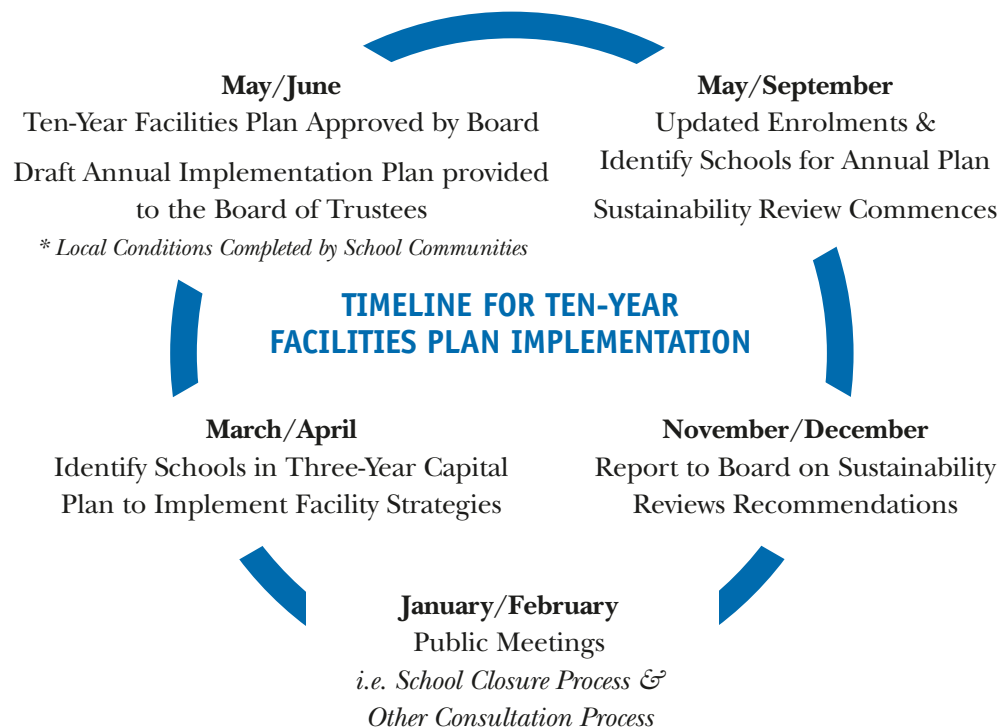 May/June
Ten-Year Facilities Plan Approved by Board
Draft Annual Implementation Plan provided
to the Board of Trustees
* Local Conditions Completed by School Communities
May/September
Updated Enrolments &
Identify Schools for Annual Plan
Sustainability Review Commences
TIMELINE FOR TEN-YEAR
FACILITIES PLAN IMPLEMENTATION
March/April
Identify Schools in Three-Year Capital
Plan to Implement Facility Strategies
November/December
Report to Board on Sustainability
Reviews Recommendations
January/February
Public Meetings
i.e. School Closure Process &
Other Consultation Process